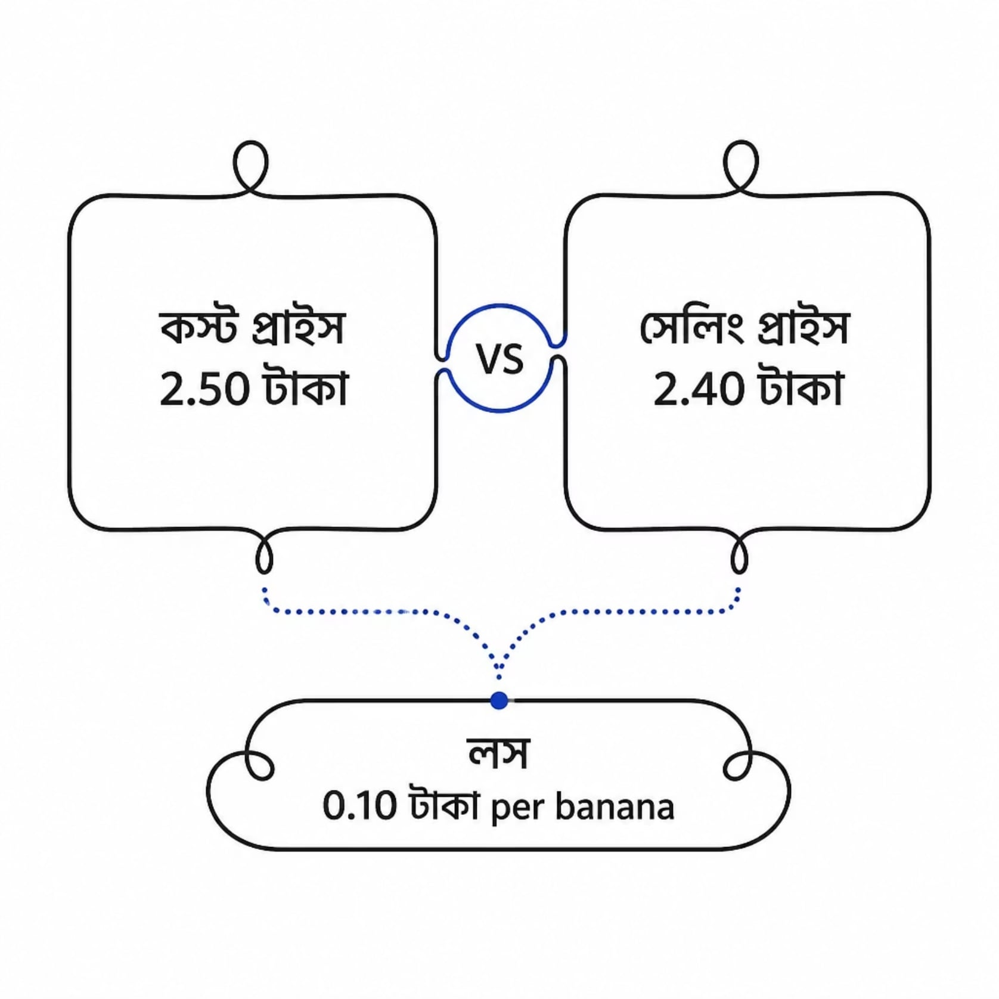 কস্ট প্রাইস
2.50 টাকা
VS
সেলিং প্রাইস
2.40 টাকা
লস
0.10 টাকা per banana